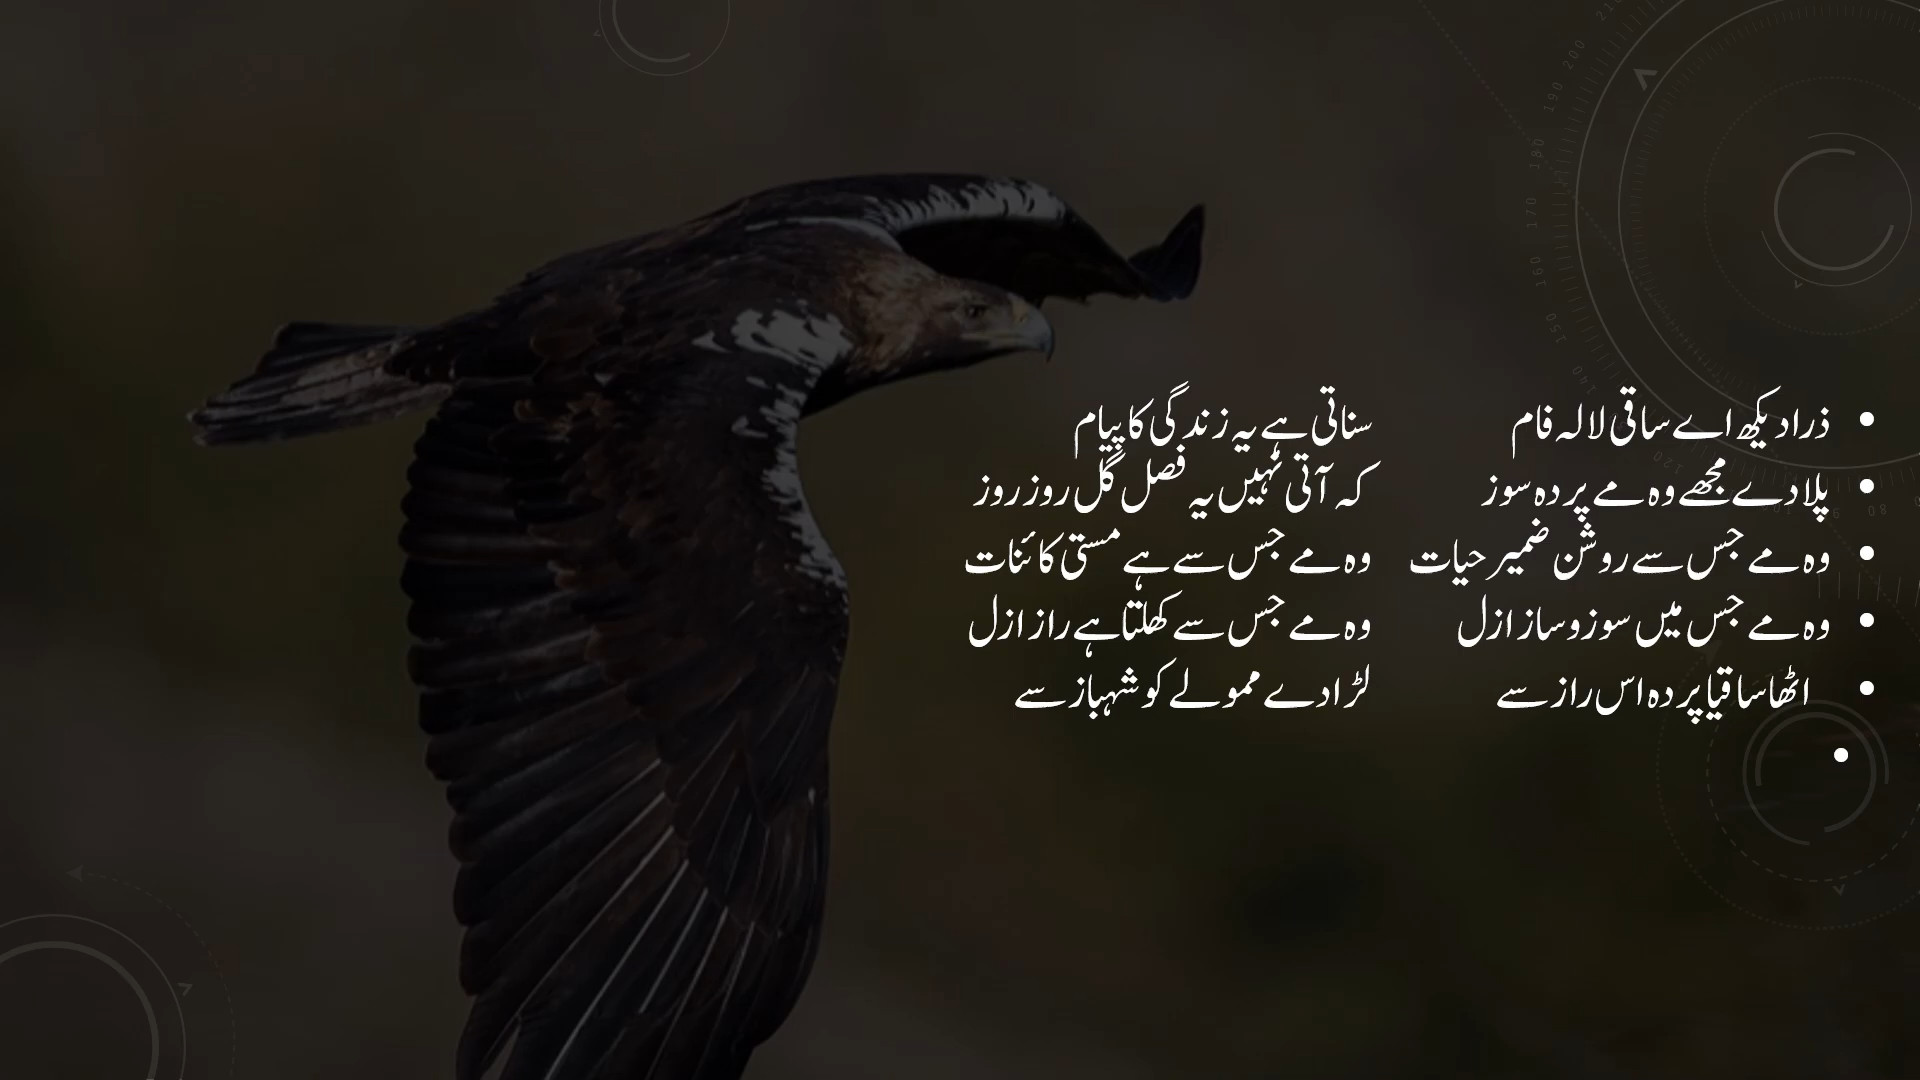 • ذرا دیکھ اے ساقی لالہ فام سناتی ہے یہ زندگی کا پیام
• پلا دے مجھے وہ مے پردہ سوز کہ آتی نہیں یہ فصل گل روز روز
• وہ مے جس سے روشن ضمیر حیات وہ مے جس سے ہے مستی کائنات
• وہ مے جس میں سوزو ساز ازل وہ مے جس سے کھلتا ہے راز ازل
• اٹھا ساقیا پردہ اس راز سے لڑا دے ممولے کو شہباز سے
•